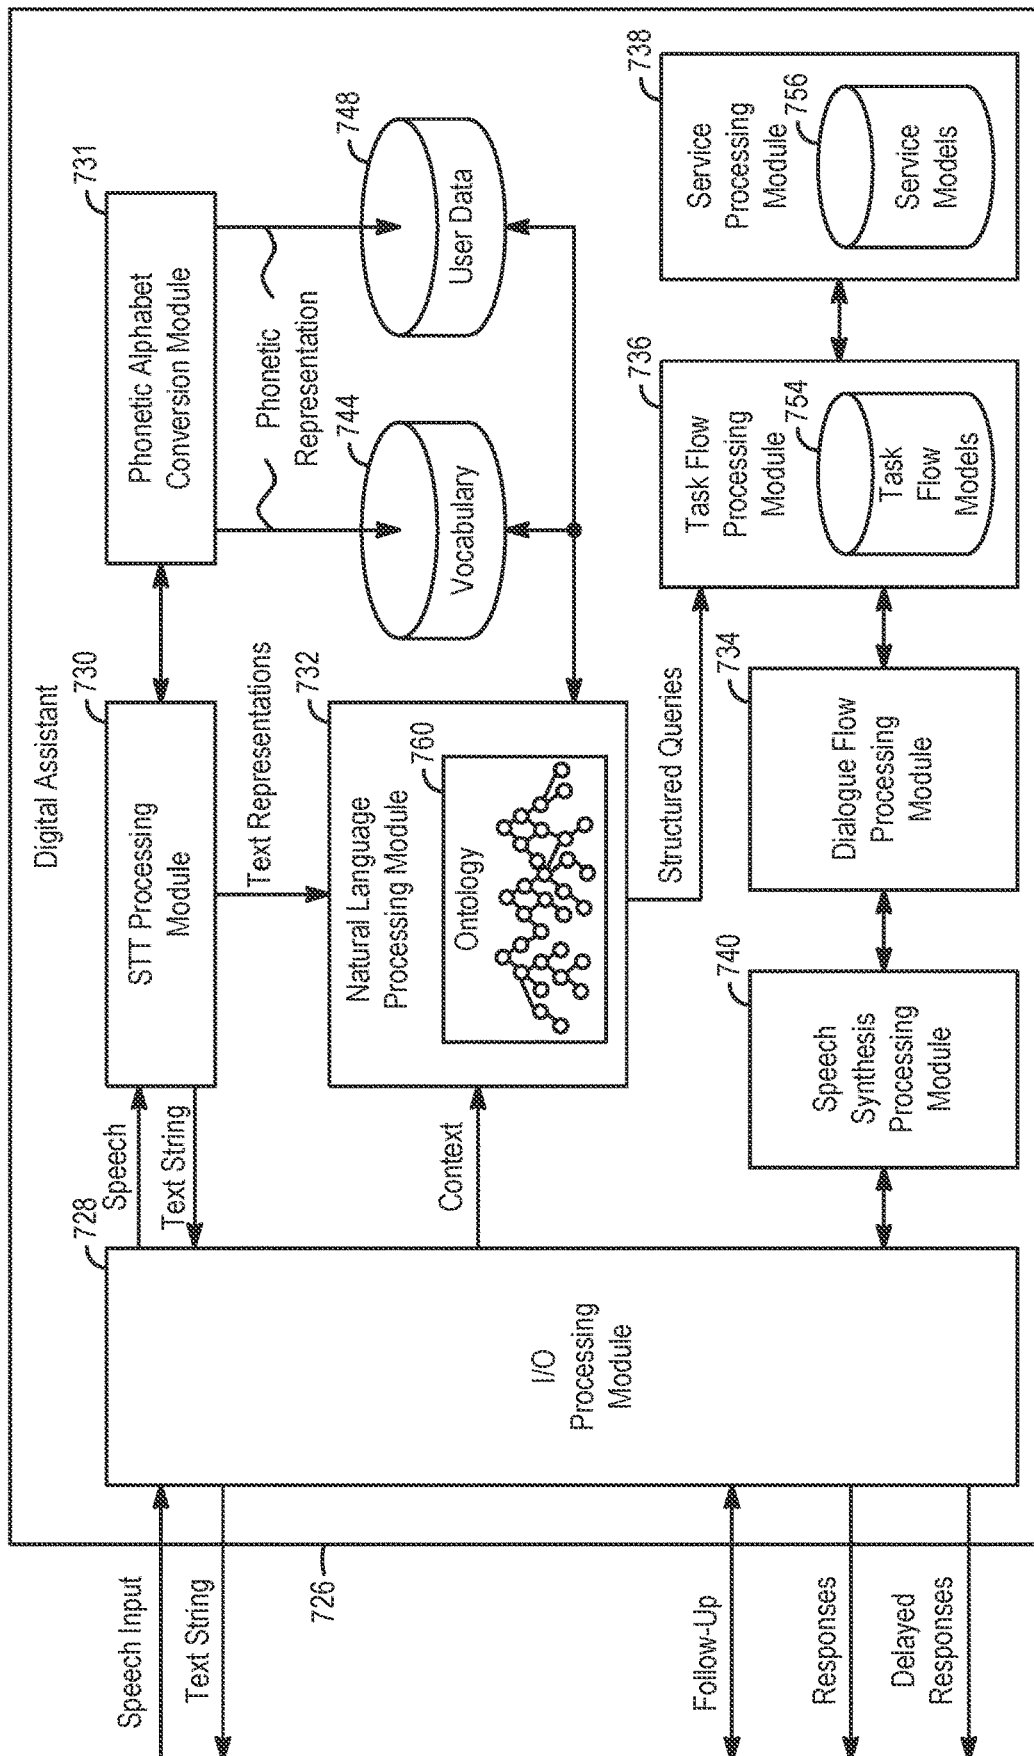 Digital Assistant
726
Speech Input
Text String
Follow-Up
Responses
Delayed
Responses
728
I/O
Processing
Module
Speech
Text String
Context
730
STT Processing
Module
731
Phonetic Alphabet
Conversion Module
Text Representations
Phonetic
Representation
732
Natural Language
Processing Module
760
Ontology
744
Vocabulary
748
User Data
Structured Queries
740
Speech
Synthesis
Processing
Module
734
Dialogue Flow
Processing
Module
736
Task Flow
Processing
Module
754
Task
Flow
Models
738
Service
Processing
Module
756
Service
Models